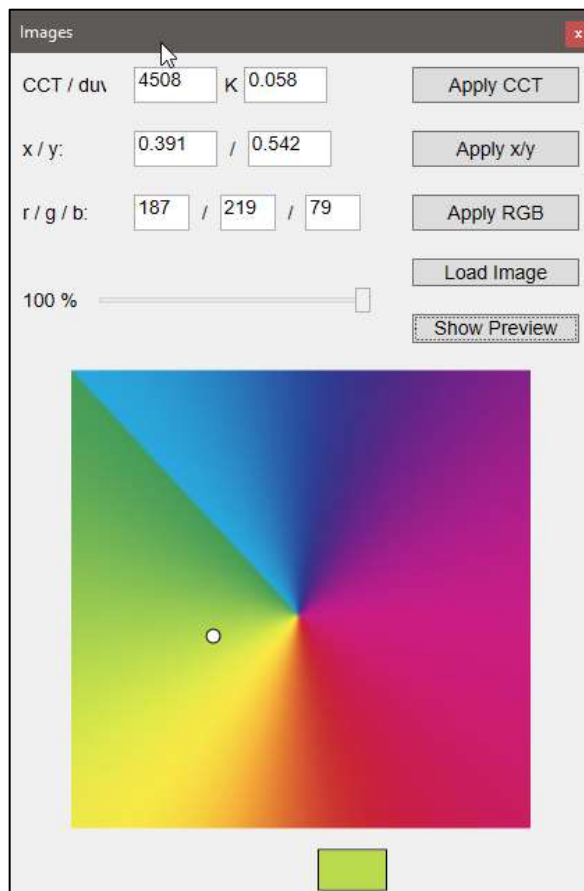 Images x
CCT / duv 4508 K 0.058 Apply CCT
x / y: 0.391 / 0.542 Apply x/y
r / g / b: 187 / 219 / 79 Apply RGB
Load Image
100 %
Show Preview